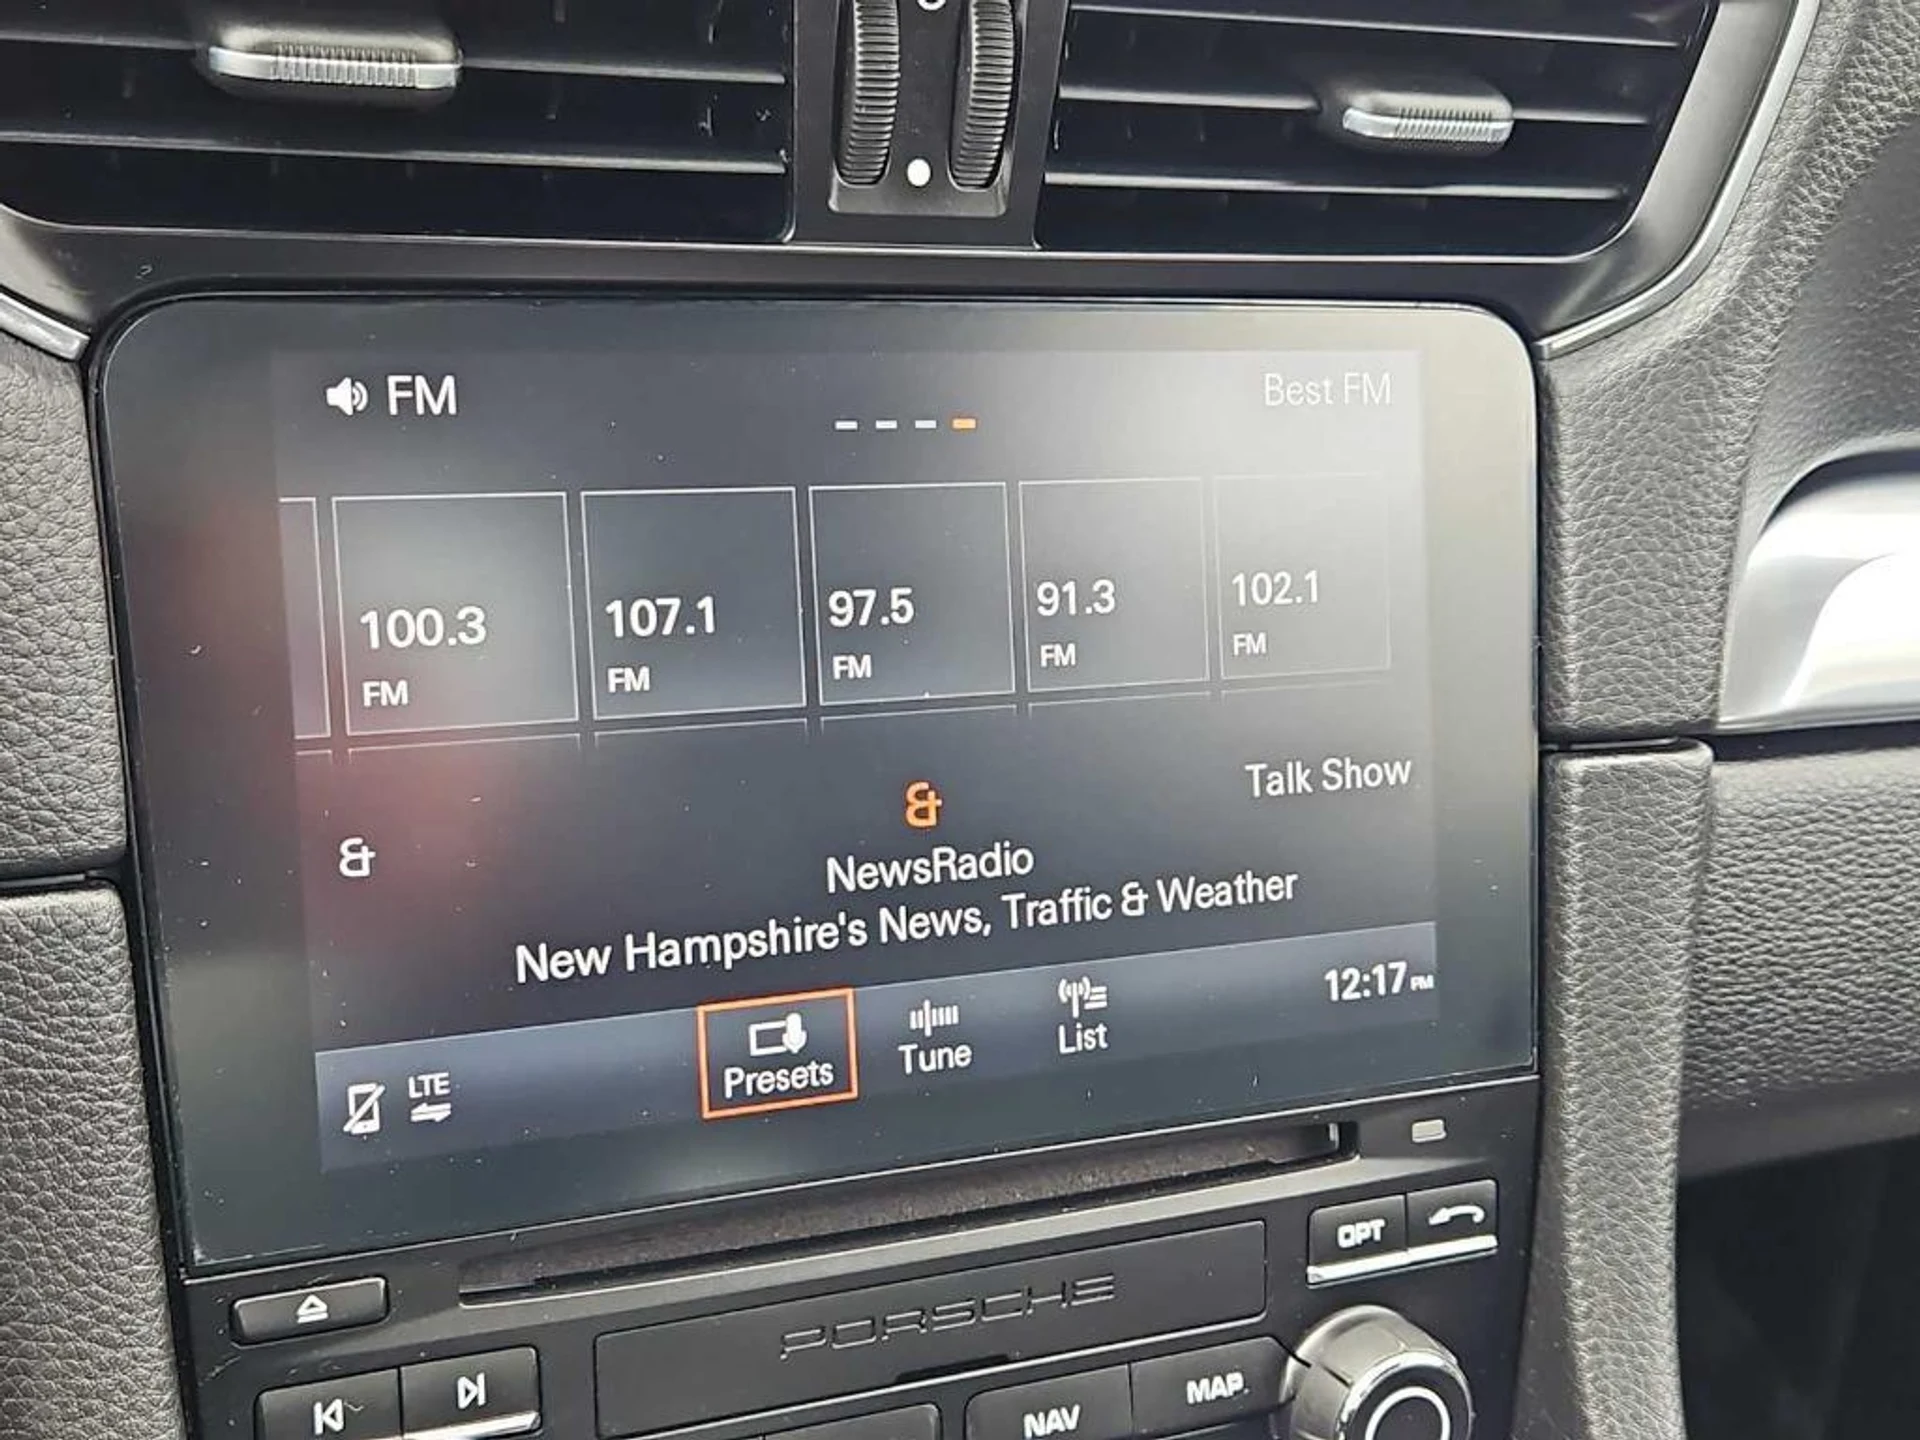 FM
Best FM
100.3
FM
107.1
FM
97.5
FM
91.3
FM
102.1
FM
Talk Show
&
&
NewsRadio
New Hampshire's News, Traffic & Weather
LTE
Presets
Tune
List
12:17 PM
OPT
PORSCHE
NAV
MAP